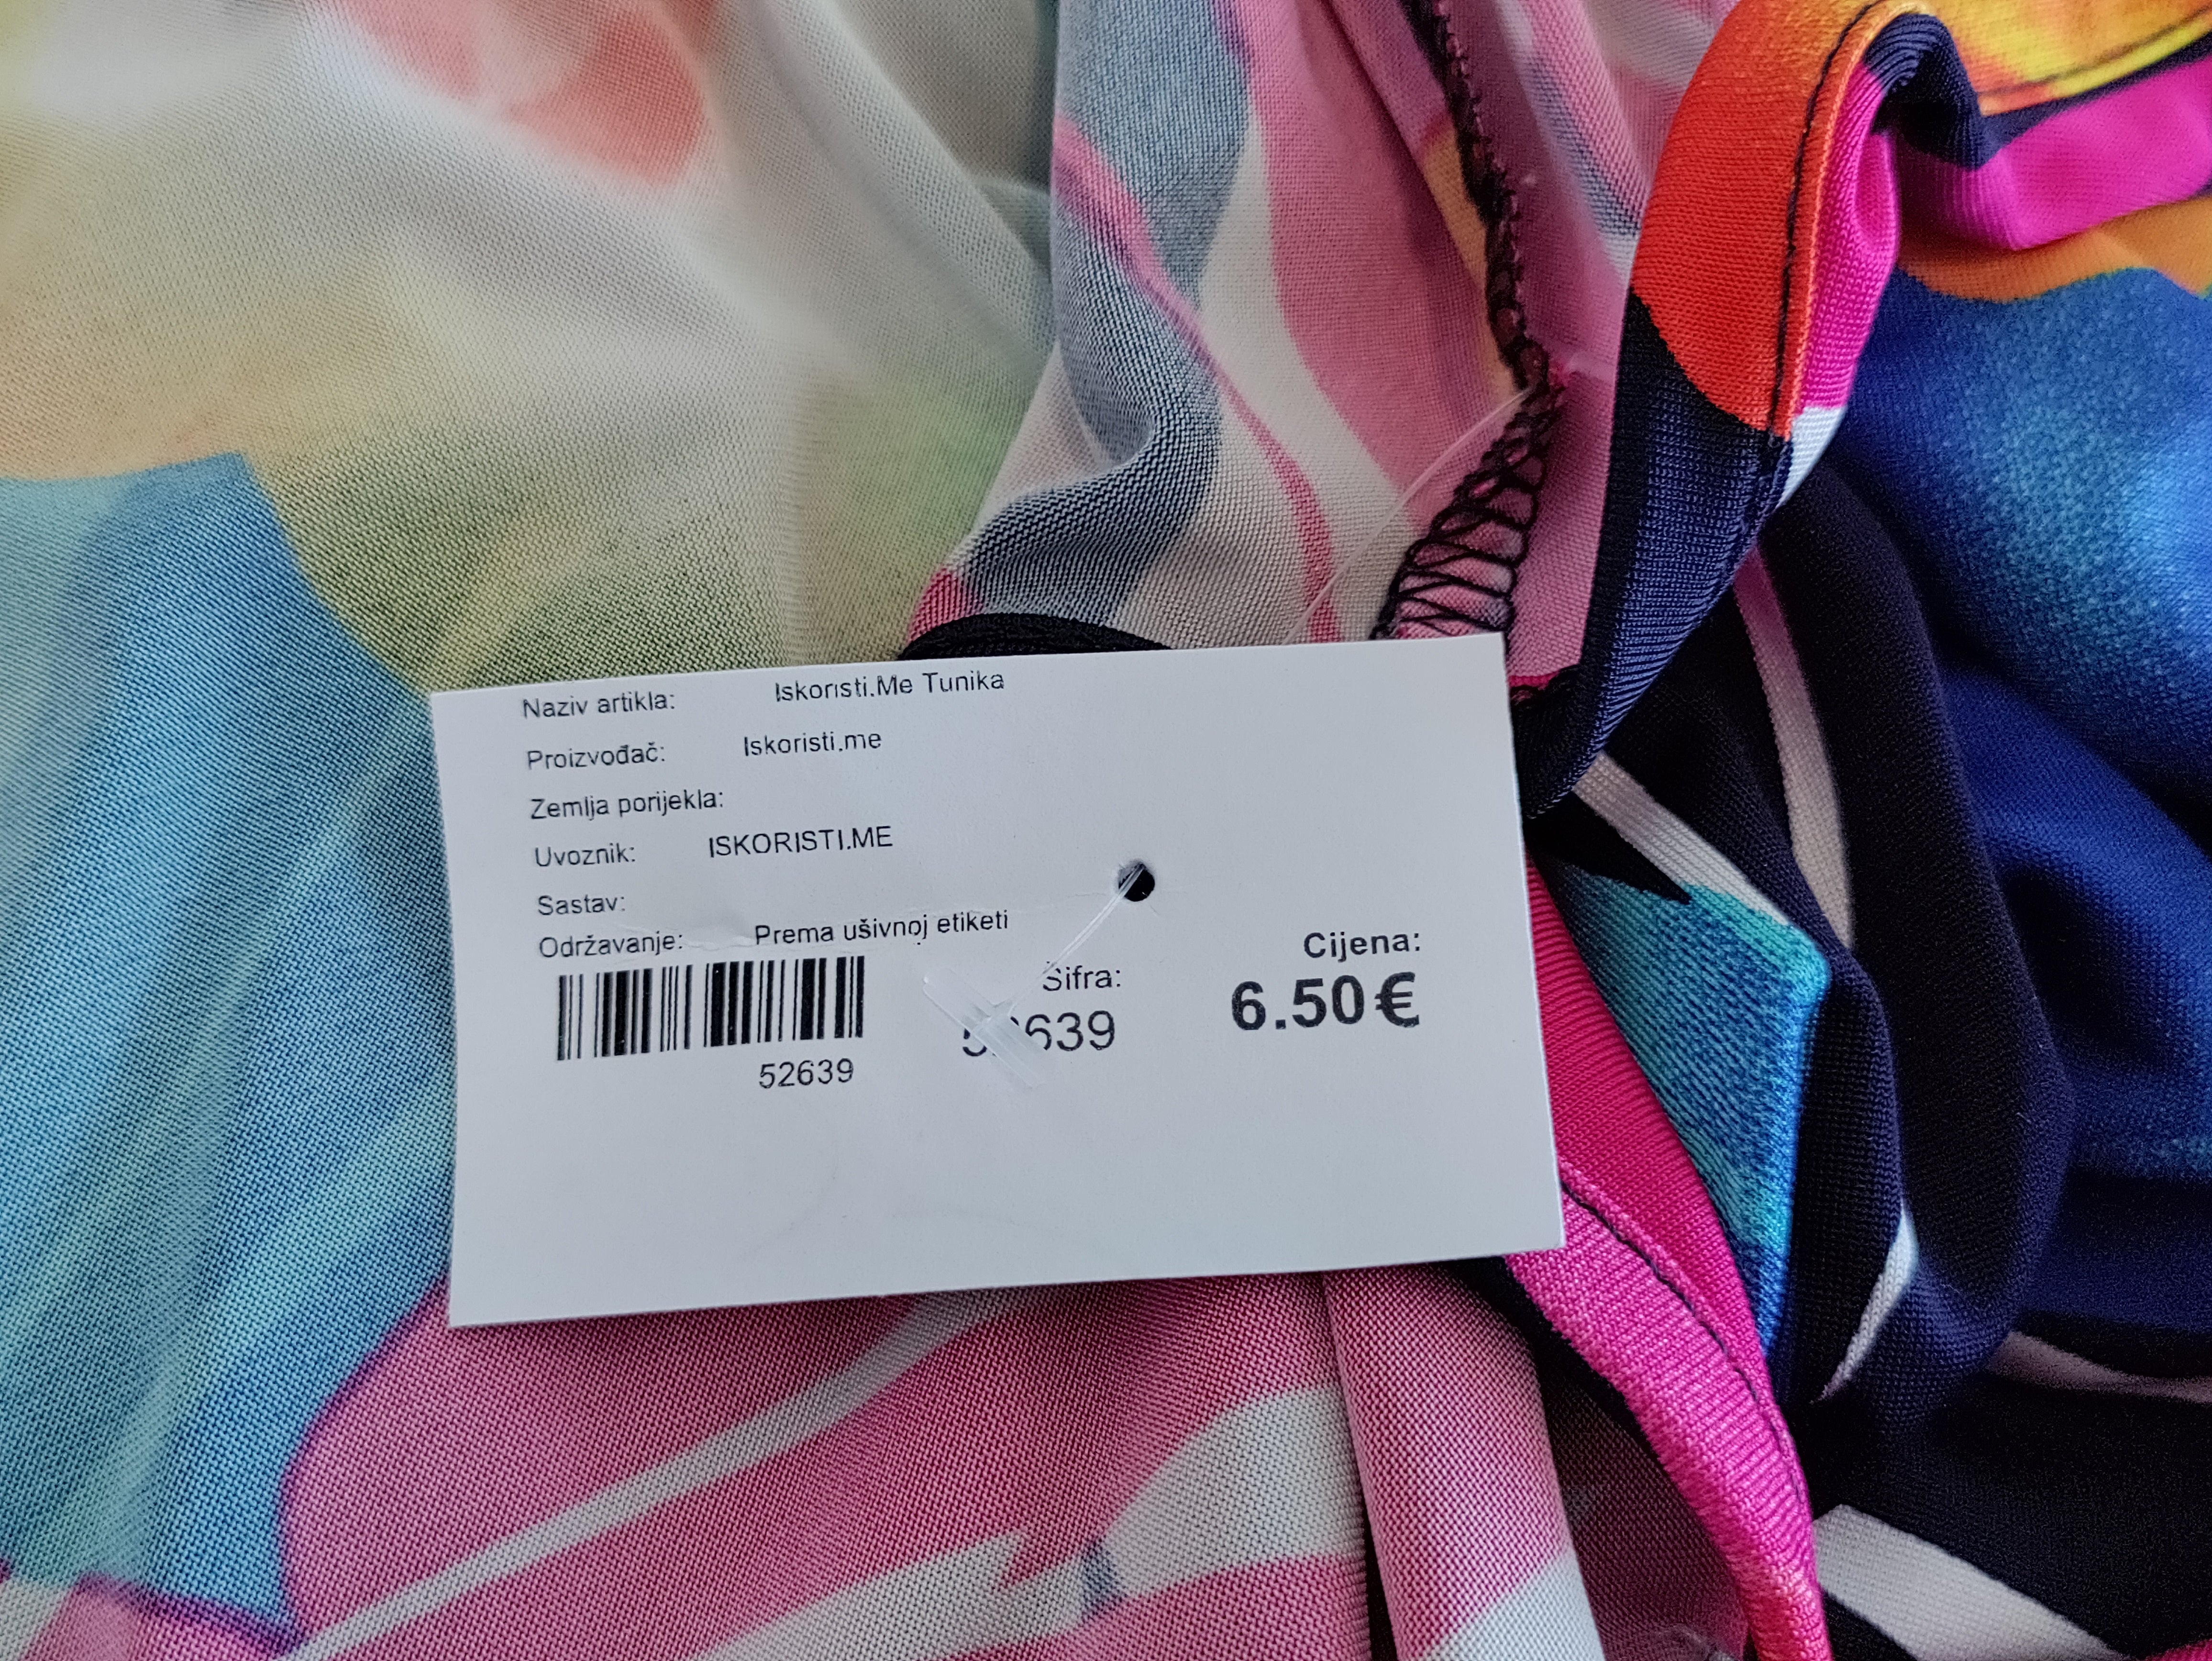 Naziv artikla: Iskoristi.Me Tunika
Proizvođač: Iskoristi.me
Zemlja porijekla:
Uvoznik: ISKORISTI.ME
Sastav:
Održavanje: Prema ušivnoj etiketi
Šifra: Cijena:
52639 6.50€
52639